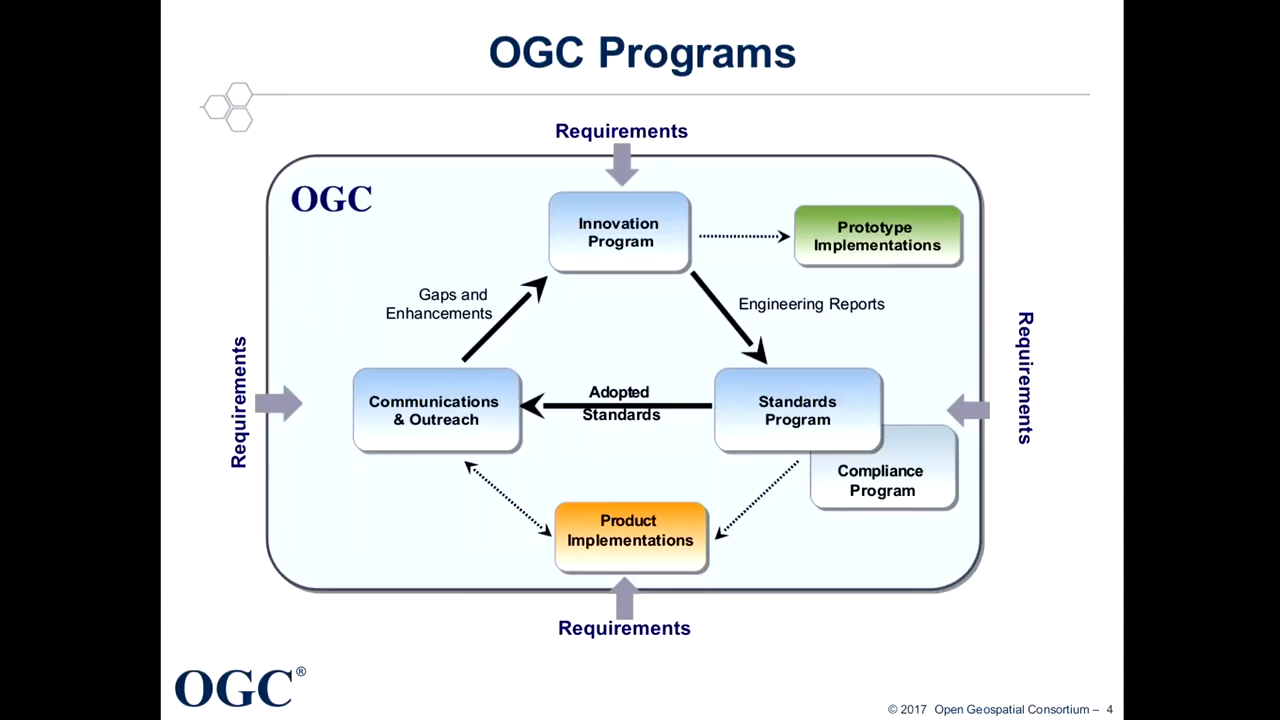 OGC Programs
Requirements
OGC
Innovation
Program
Prototype
Implementations
Gaps and
Enhancements
Engineering Reports
Requirements
Requirements
Communications
& Outreach
Adopted
Standards
Standards
Program
Compliance
Program
Product
Implementations
Requirements
OGC®
© 2017 Open Geospatial Consortium – 4